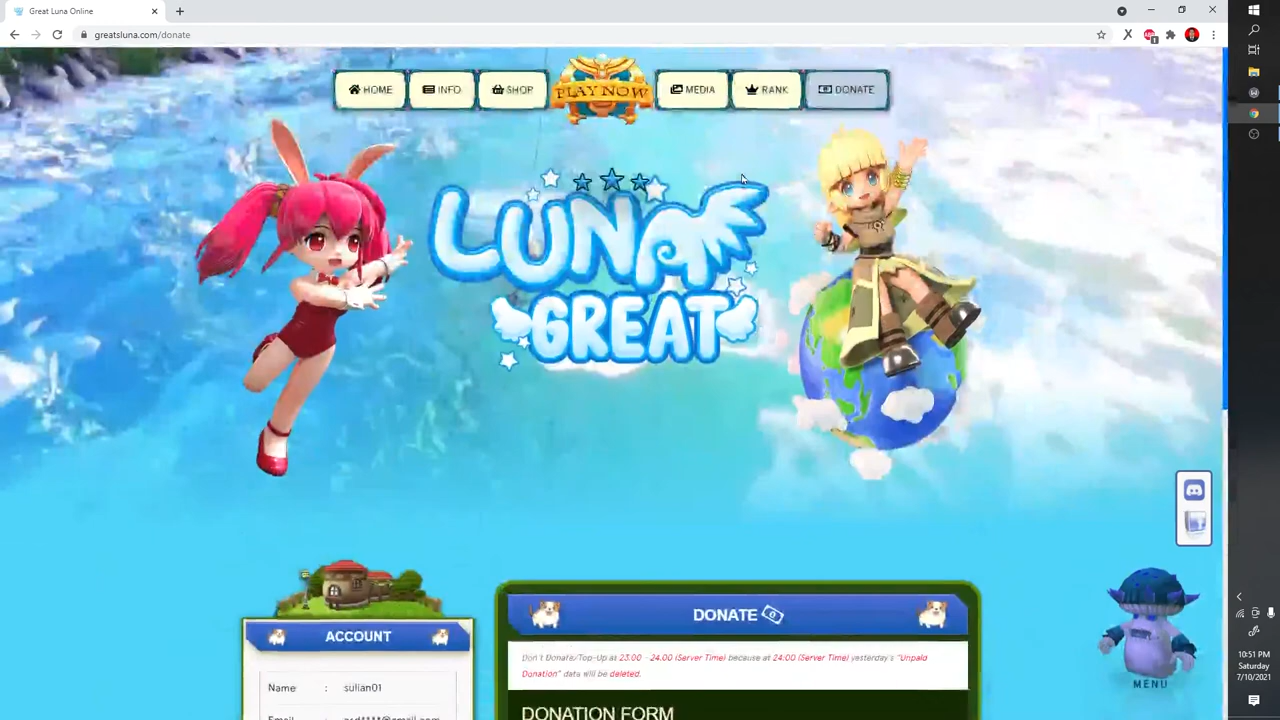 Great Luna Online
greatsluna.com/donate
HOME
INFO
SHOP
PLAY NOW
MEDIA
RANK
DONATE
LUNA
GREAT
MENU
ACCOUNT
Name : sulian01
DONATE
Don't Donate/Top-Up at 23.00 - 24.00 (Server Time) because at 24:00 (Server Time) yesterday's "Unpaid
Donation" data will be deleted.
DONATION FORM
10:51 PM
Saturday
7/10/2021